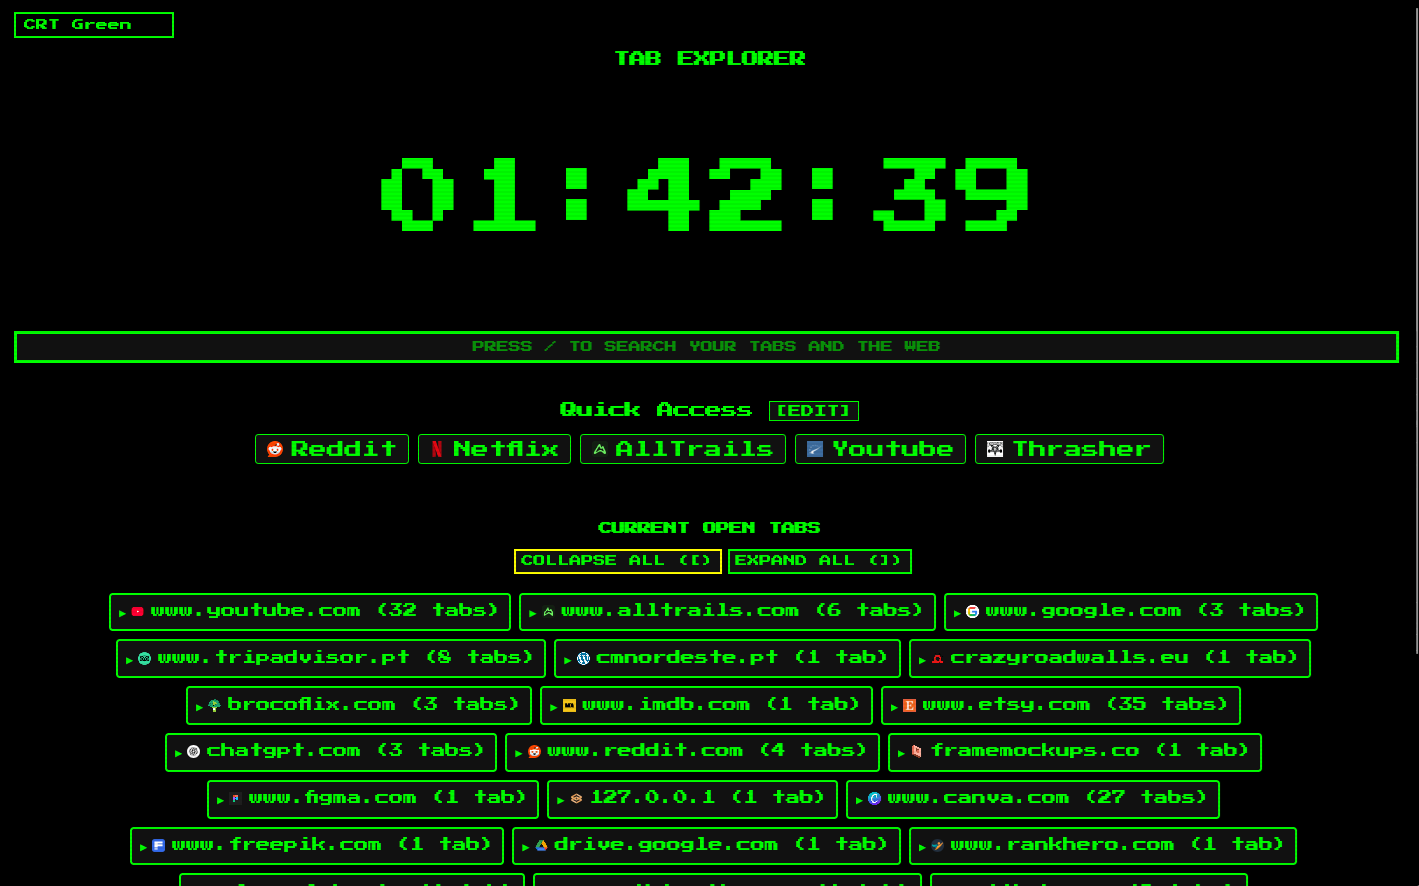 CRT Green
TAB EXPLORER
01:42:39
PRESS / TO SEARCH YOUR TABS AND THE WEB
Quick Access [EDIT]
Reddit Netflix AllTrails Youtube Thrasher
CURRENT OPEN TABS
COLLAPSE ALL ([) EXPAND ALL (])
www.youtube.com (32 tabs) www.alltrails.com (6 tabs) www.google.com (3 tabs)
www.tripadvisor.pt (8 tabs) cmnordeste.pt (1 tab) crazyroadwalls.eu (1 tab)
brocoflix.com (3 tabs) www.imdb.com (1 tab) www.etsy.com (35 tabs)
chatgpt.com (3 tabs) www.reddit.com (4 tabs) framemockups.co (1 tab)
www.figma.com (1 tab) 127.0.0.1 (1 tab) www.canva.com (27 tabs)
www.freepik.com (1 tab) drive.google.com (1 tab) www.rankhero.com (1 tab)